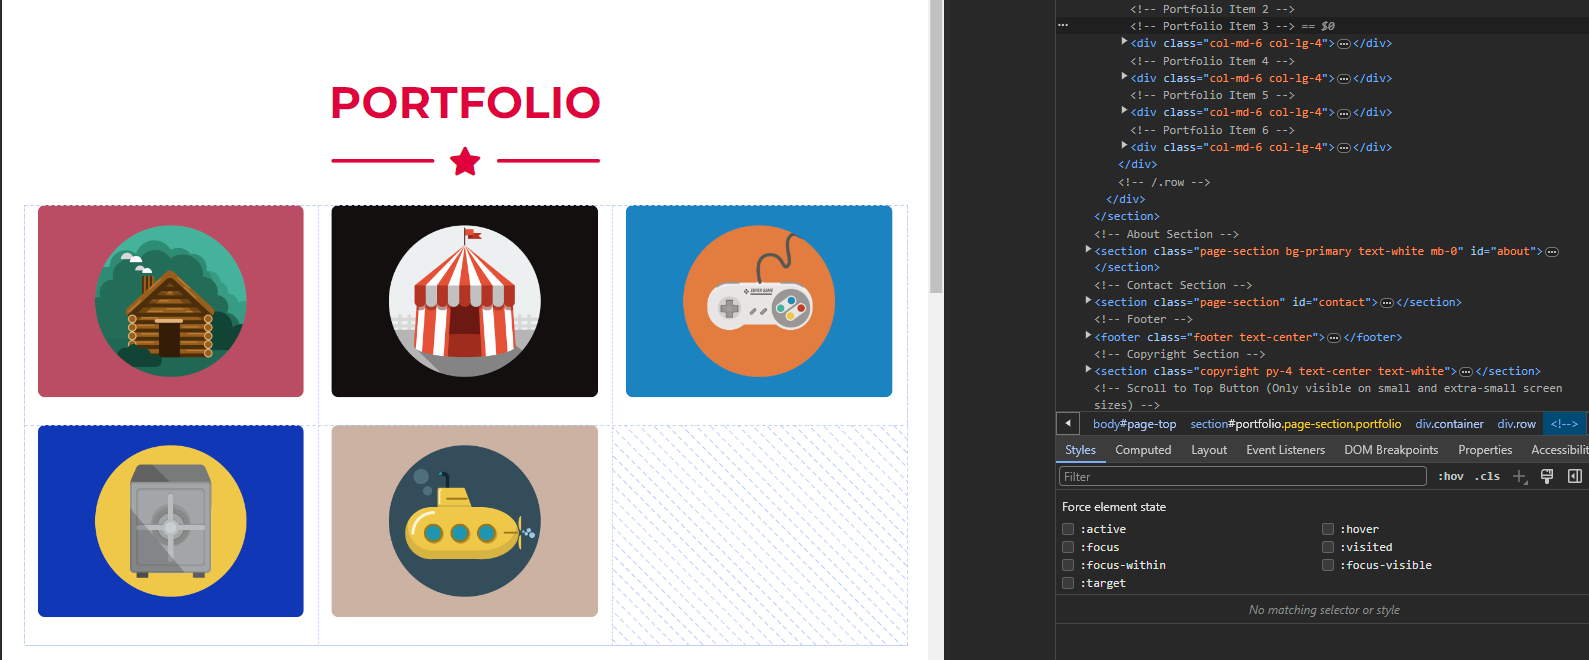 PORTFOLIO
SUPER GAME
<!-- Portfolio Item 2 -->
... <!-- Portfolio Item 3 --> == $0
<div class="col-md-6 col-lg-4">…</div>
<!-- Portfolio Item 4 -->
<div class="col-md-6 col-lg-4">…</div>
<!-- Portfolio Item 5 -->
<div class="col-md-6 col-lg-4">…</div>
<!-- Portfolio Item 6 -->
<div class="col-md-6 col-lg-4">…</div>
</div>
<!-- /.row -->
</div>
</section>
<!-- About Section -->
<section class="page-section bg-primary text-white mb-0" id="about">…
</section>
<!-- Contact Section -->
<section class="page-section" id="contact">…</section>
<!-- Footer -->
<footer class="footer text-center">…</footer>
<!-- Copyright Section -->
<section class="copyright py-4 text-center text-white">…</section>
<!-- Scroll to Top Button (Only visible on small and extra-small screen
sizes) -->
body#page-top section#portfolio.page-section.portfolio div.container div.row <!-->
Styles Computed Layout Event Listeners DOM Breakpoints Properties Accessibilit
Filter :hov .cls
Force element state
:active :hover
:focus :visited
:focus-within :focus-visible
:target
No matching selector or style